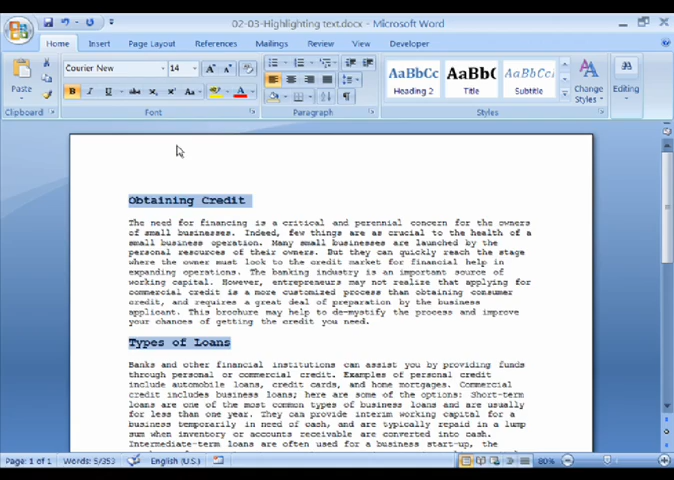 02-03-Highlighting text.docx - Microsoft Word
Home Insert Page Layout References Mailings Review View Developer
Courier New 14
Paste
AaBbCc AaBb( AaBbCc
Heading 2 Title Subtitle
Change Styles
Editing
Clipboard Font Paragraph Styles
Obtaining Credit
The need for financing is a critical and perennial concern for the owners
of small businesses. Indeed, few things are as crucial to the health of a
small business operation. Many small businesses are launched by the
personal resources of their owners. But they can quickly reach the stage
where the owner must look to the credit market for financial help in
expanding operations. The banking industry is an important source of
working capital. However, entrepreneurs may not realize that applying for
commercial credit is a more customized process than obtaining consumer
credit, and requires a great deal of preparation by the business
applicant. This brochure may help to de-mystify the process and improve
your chances of getting the credit you need.
Types of Loans
Banks and other financial institutions can assist you by providing funds
through personal or commercial credit. Examples of personal credit
include automobile loans, credit cards, and home mortgages. Commercial
credit includes business loans; here are some of the options: Short-term
loans are one of the most common types of business loans and are usually
for less than one year. They can provide interim working capital for a
business temporarily in need of cash, and are typically repaid in a lump
sum when inventory or accounts receivable are converted into cash.
Intermediate-term loans are often used for a business start-up, the
Page: 1 of 1 Words: 5/353 English (U.S.) 80%